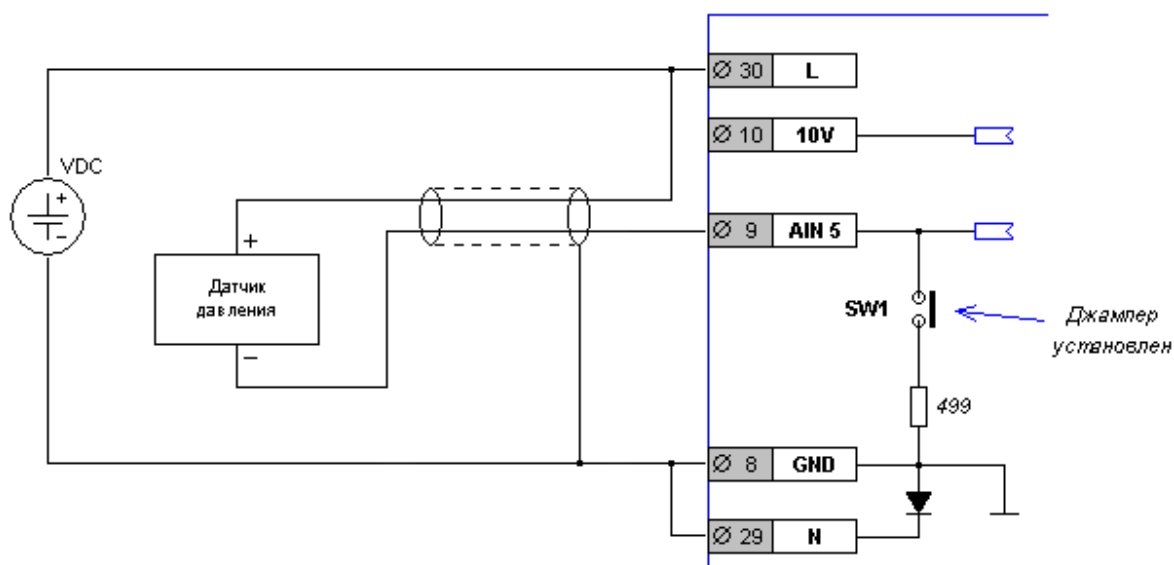 Ø 30 L
Ø 10 10V
VDC
+
-
+
Ø 9 AIN 5
Датчик
давления
SW1
Джампер
установлен
–
499
Ø 8 GND
Ø 29 N